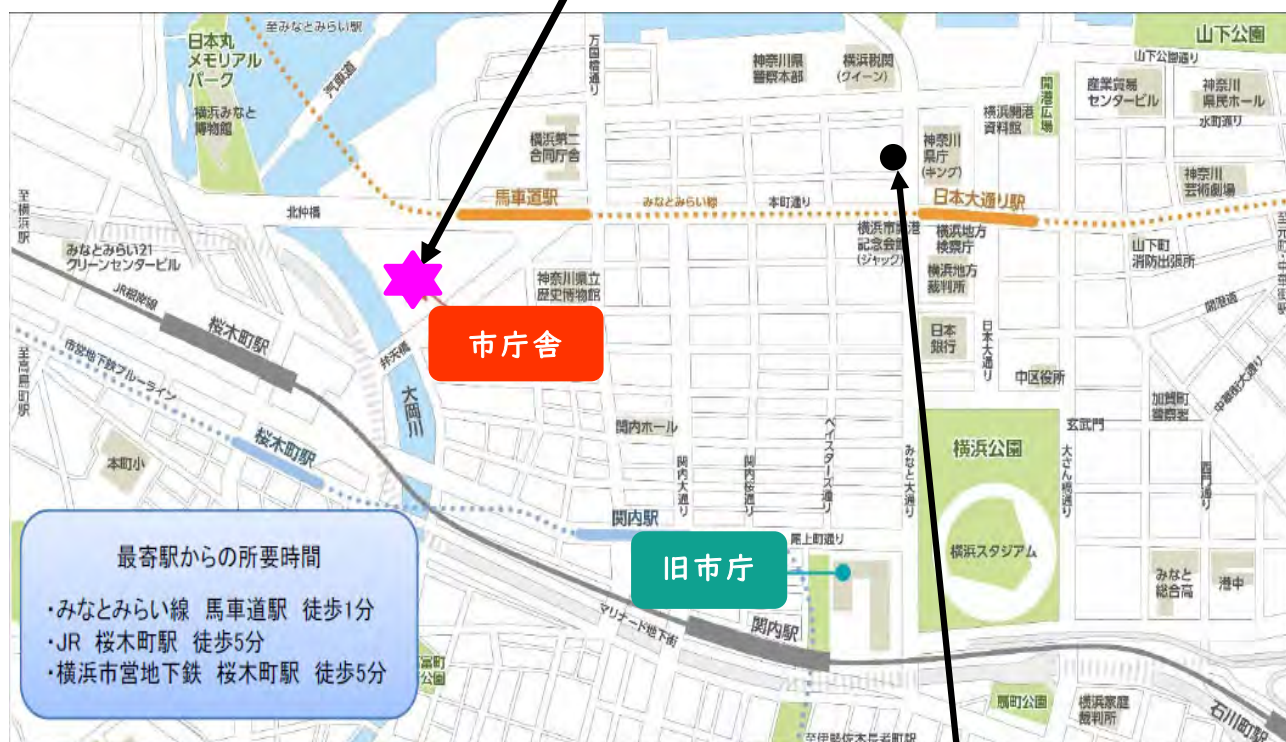 至みなとみらい駅
日本丸
メモリアル
パーク
汽車道
横浜みなと
博物館
万国橋通り
神奈川県
警察本部
横浜税関
(クイーン)
山下公園
山下公園通り
開港広場
産業貿易
センタービル
神奈川
県民ホール
水町通り
横浜開港
資料館
横浜第二
合同庁舎
神奈川
県庁
(キング)
神奈川
芸術劇場
馬車道駅
みなとみらい線
本町通り
日本大通り駅
至横浜駅
北仲橋
みなとみらい21
クリーンセンタービル
JR根岸線
桜木町駅
横浜地方
検察庁
横浜地方
裁判所
山下町
消防出張所
神奈川県立
歴史博物館
開港道
市庁舎
弁天橋
大岡川
日本
銀行
日本大通り
中区役所
至高島町駅
市営地下鉄ブルーライン
桜木町駅
本町小
関内ホール
関内大通り
関内桜通り
ベイスターズ通り
みなと大通り
横浜公園
大さん橋通り
玄武門
加賀町
警察署
中華街大通り
西門通り
関内駅
尾上町通り
旧市庁
横浜スタジアム
みなと
総合高
港中
関内駅
マリナード地下街
最寄駅からの所要時間
・みなとみらい線 馬車道駅 徒歩1分
・JR 桜木町駅 徒歩5分
・横浜市営地下鉄 桜木町駅 徒歩5分
扇町公園
横浜家庭
裁判所
石川町駅
至伊勢佐木長者町駅